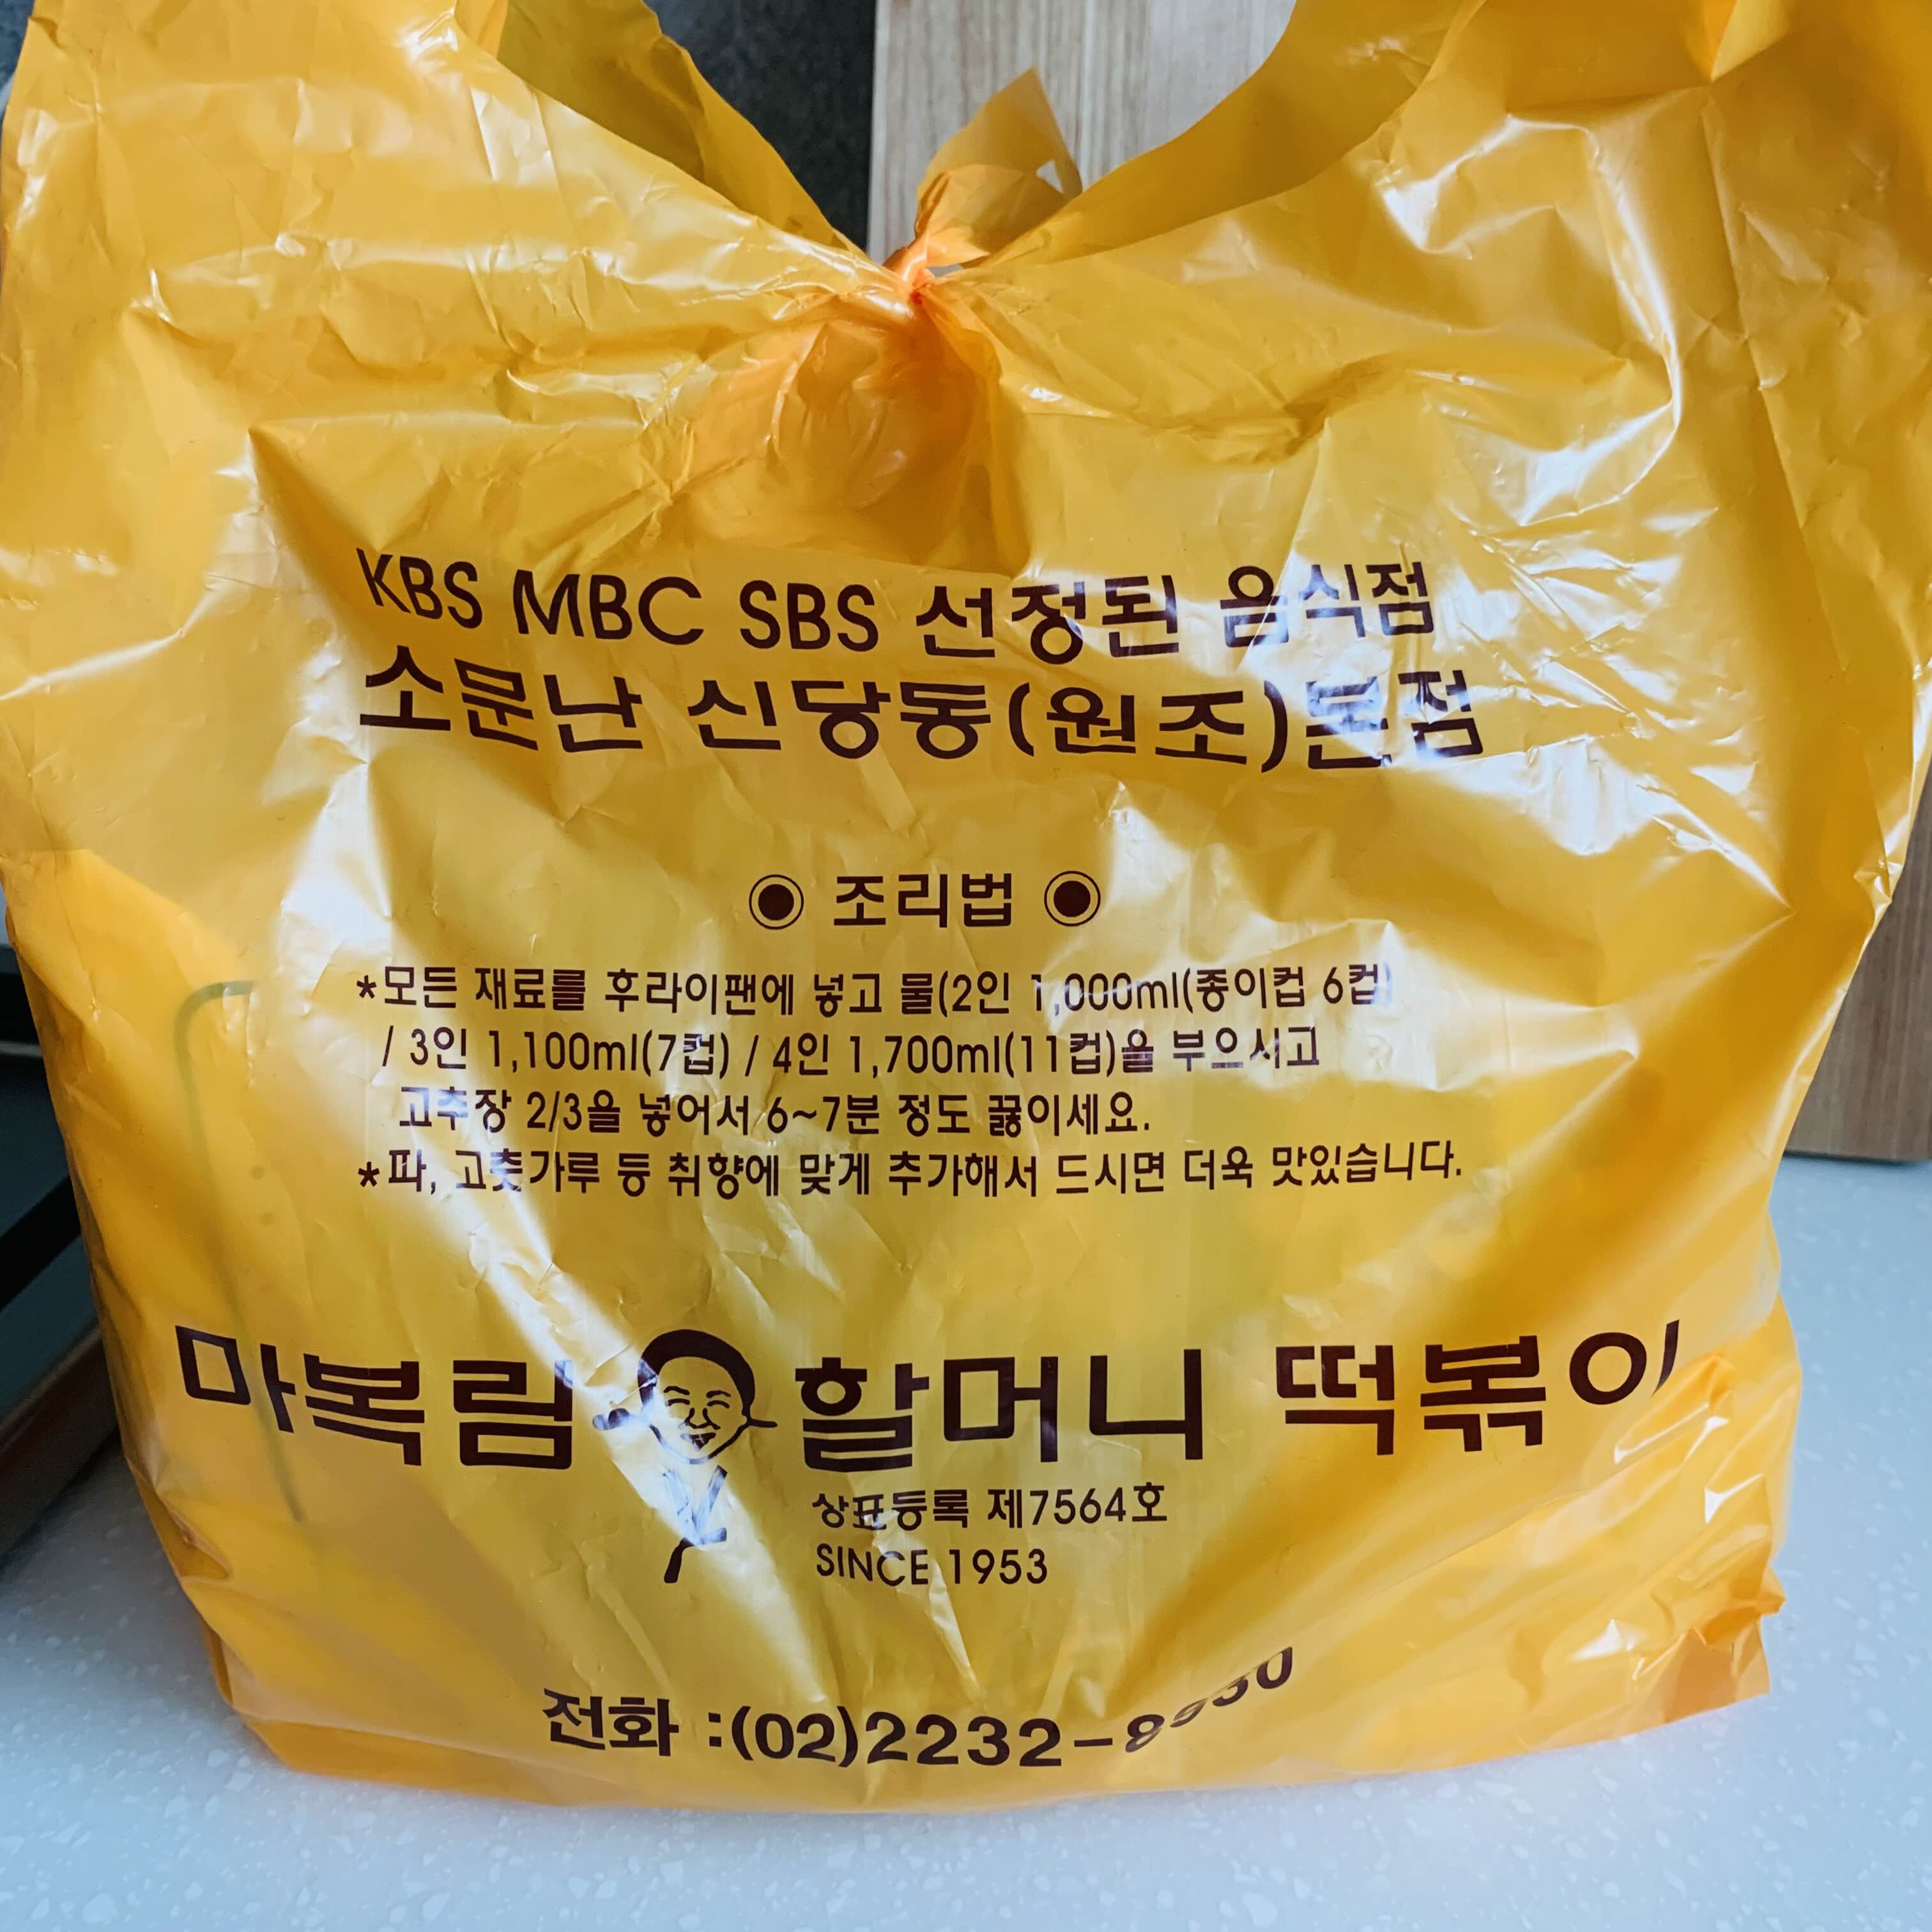 KBS MBC SBS 선정된 음식점
소문난 신당동(원조)본점
◉ 조리법 ◉
*모든 재료를 후라이팬에 넣고 물(2인 1,000ml(종이컵 6컵)
/ 3인 1,100ml(7컵) / 4인 1,700ml(11컵)을 부으시고
고추장 2/3을 넣어서 6~7분 정도 끓이세요.
*파, 고춧가루 등 취향에 맞게 추가해서 드시면 더욱 맛있습니다.
마복림 할머니 떡볶이
상표등록 제7564호
SINCE 1953
전화 :(02)2232-8930